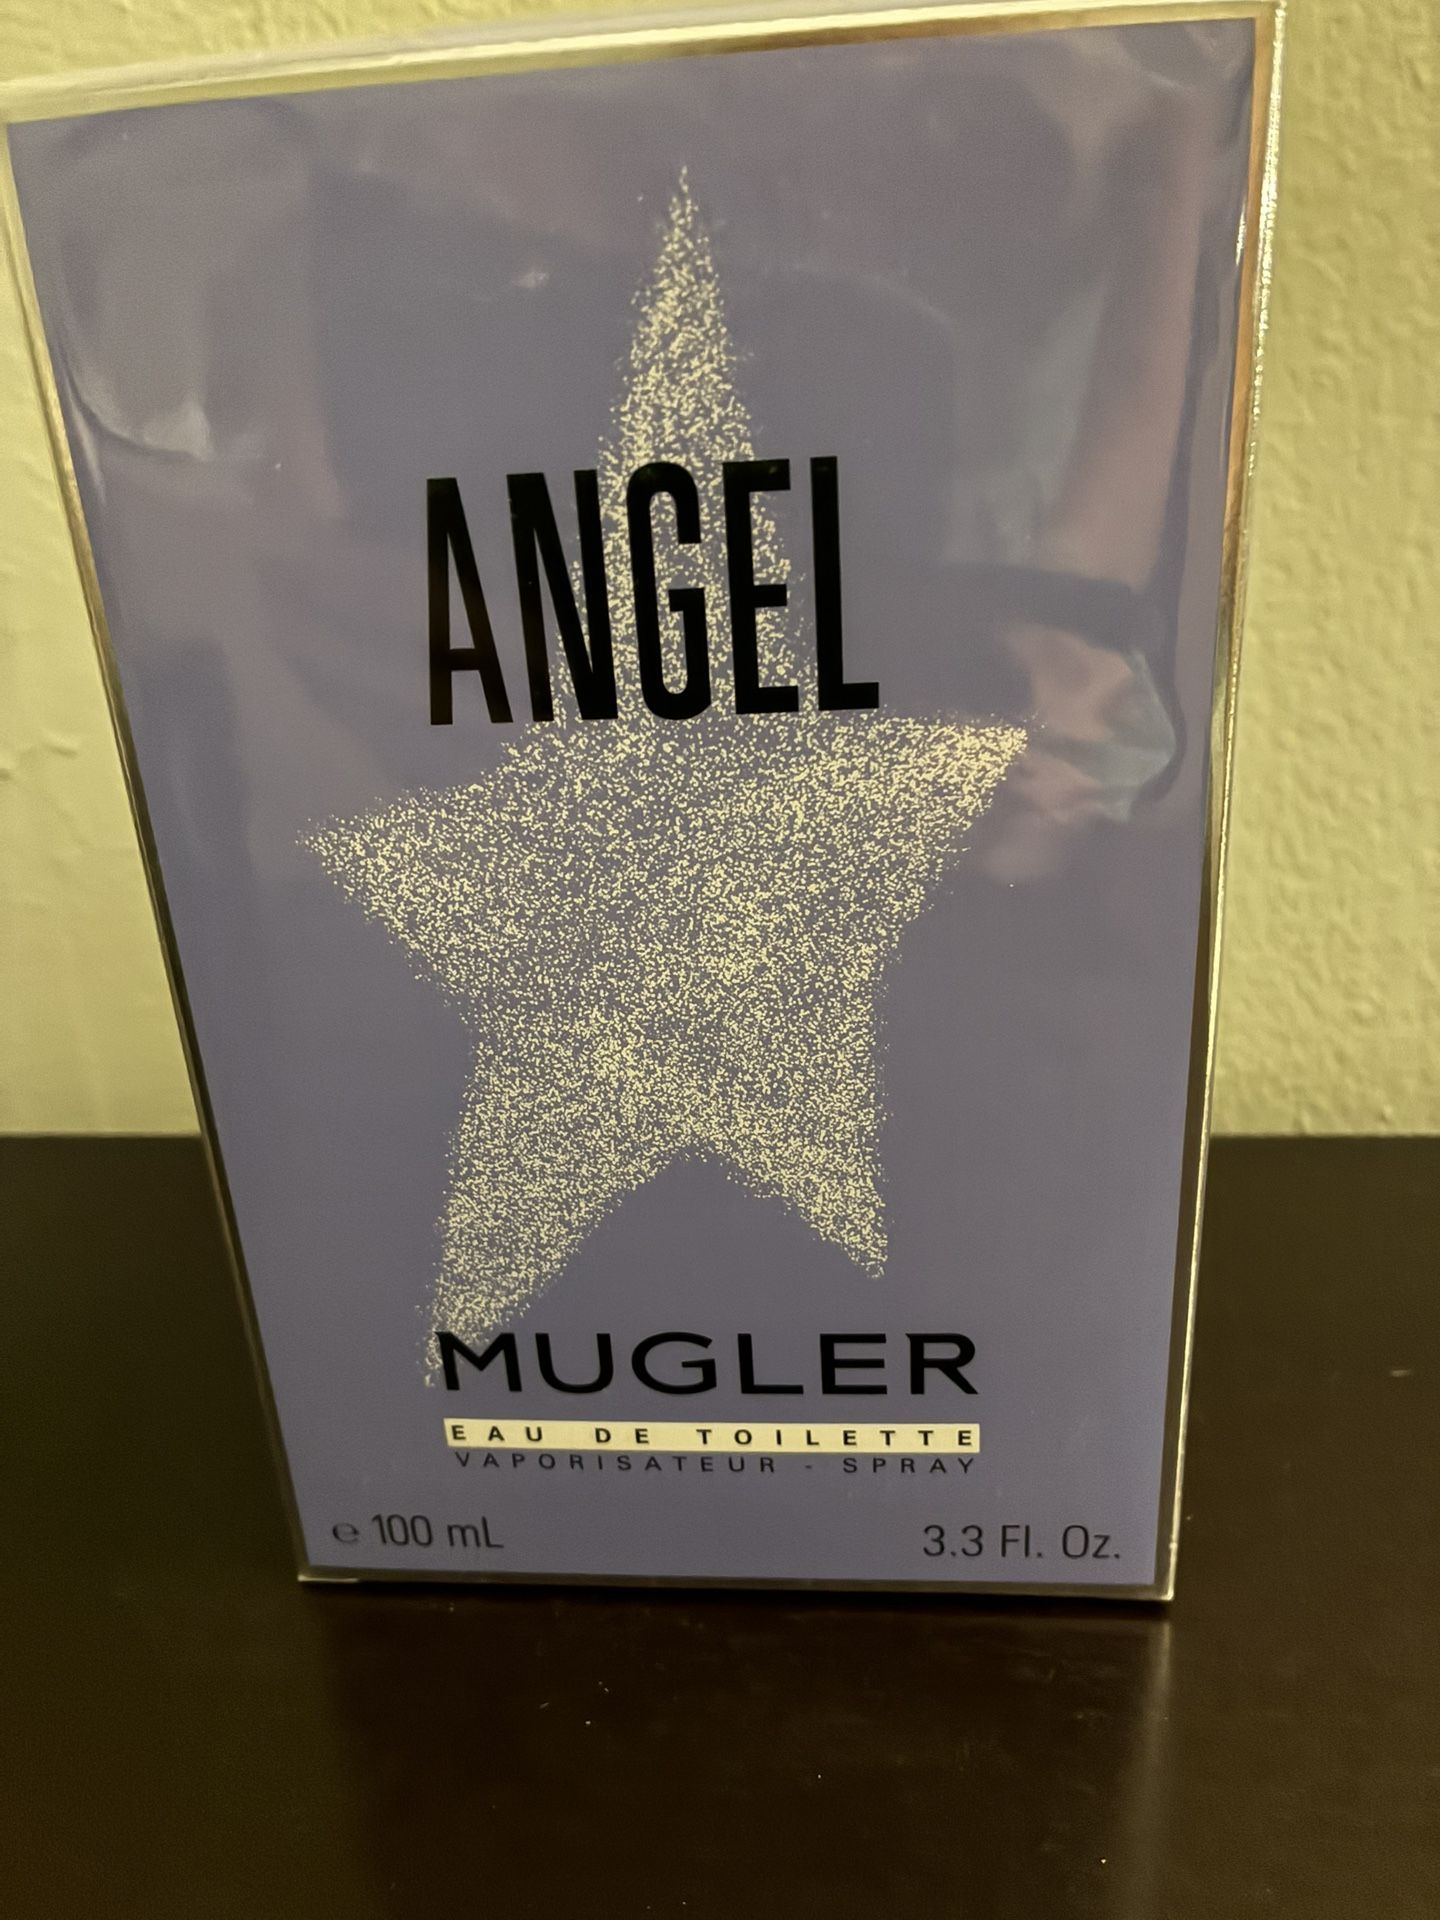 ANGEL
MUGLER
EAU DE TOILETTE
VAPORISATEUR - SPRAY
℮ 100 mL
3.3 Fl. Oz.